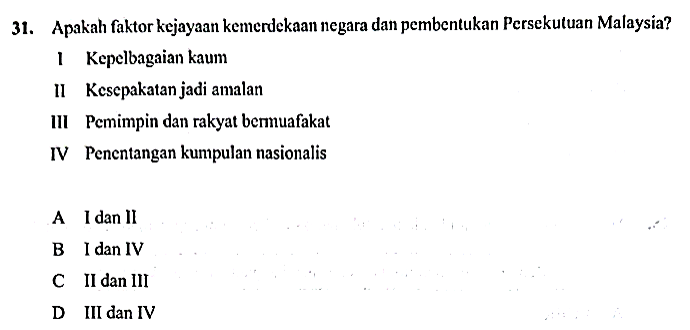 31. Apakah faktor kejayaan kemerdekaan negara dan pembentukan Persekutuan Malaysia?
I Kepelbagaian kaum
II Kesepakatan jadi amalan
III Pemimpin dan rakyat bermuafakat
IV Penentangan kumpulan nasionalis
A I dan II
B I dan IV
C II dan III
D III dan IV